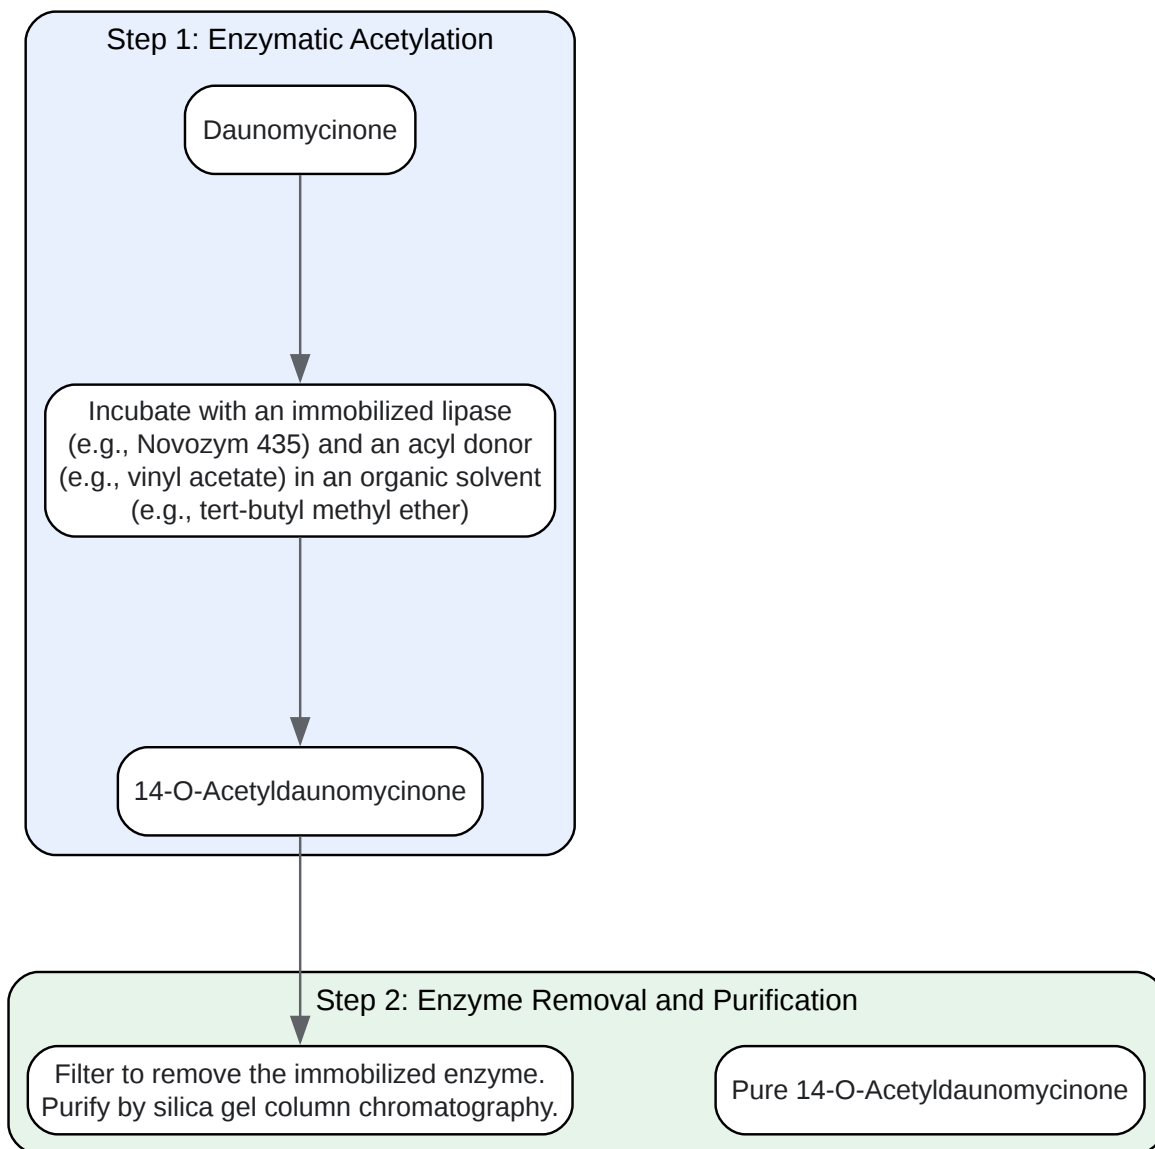 Step 1: Enzymatic Acetylation
Daunomycinone
Incubate with an immobilized lipase
(e.g., Novozym 435) and an acyl donor
(e.g., vinyl acetate) in an organic solvent
(e.g., tert-butyl methyl ether)
14-O-Acetyldaunomycinone
Step 2: Enzyme Removal and Purification
Filter to remove the immobilized enzyme.
Purify by silica gel column chromatography.
Pure 14-O-Acetyldaunomycinone